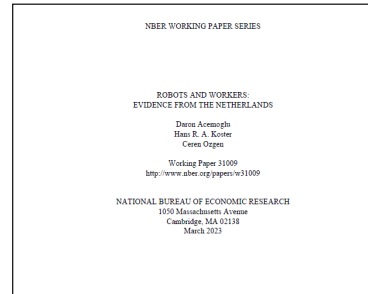 NBER WORKING PAPER SERIES
ROBOTS AND WORKERS:
EVIDENCE FROM THE NETHERLANDS
Daron Acemoglu
Hans R. A. Koster
Ceren Ozgen
Working Paper 31009
http://www.nber.org/papers/w31009
NATIONAL BUREAU OF ECONOMIC RESEARCH
1050 Massachusetts Avenue
Cambridge, MA 02138
March 2023